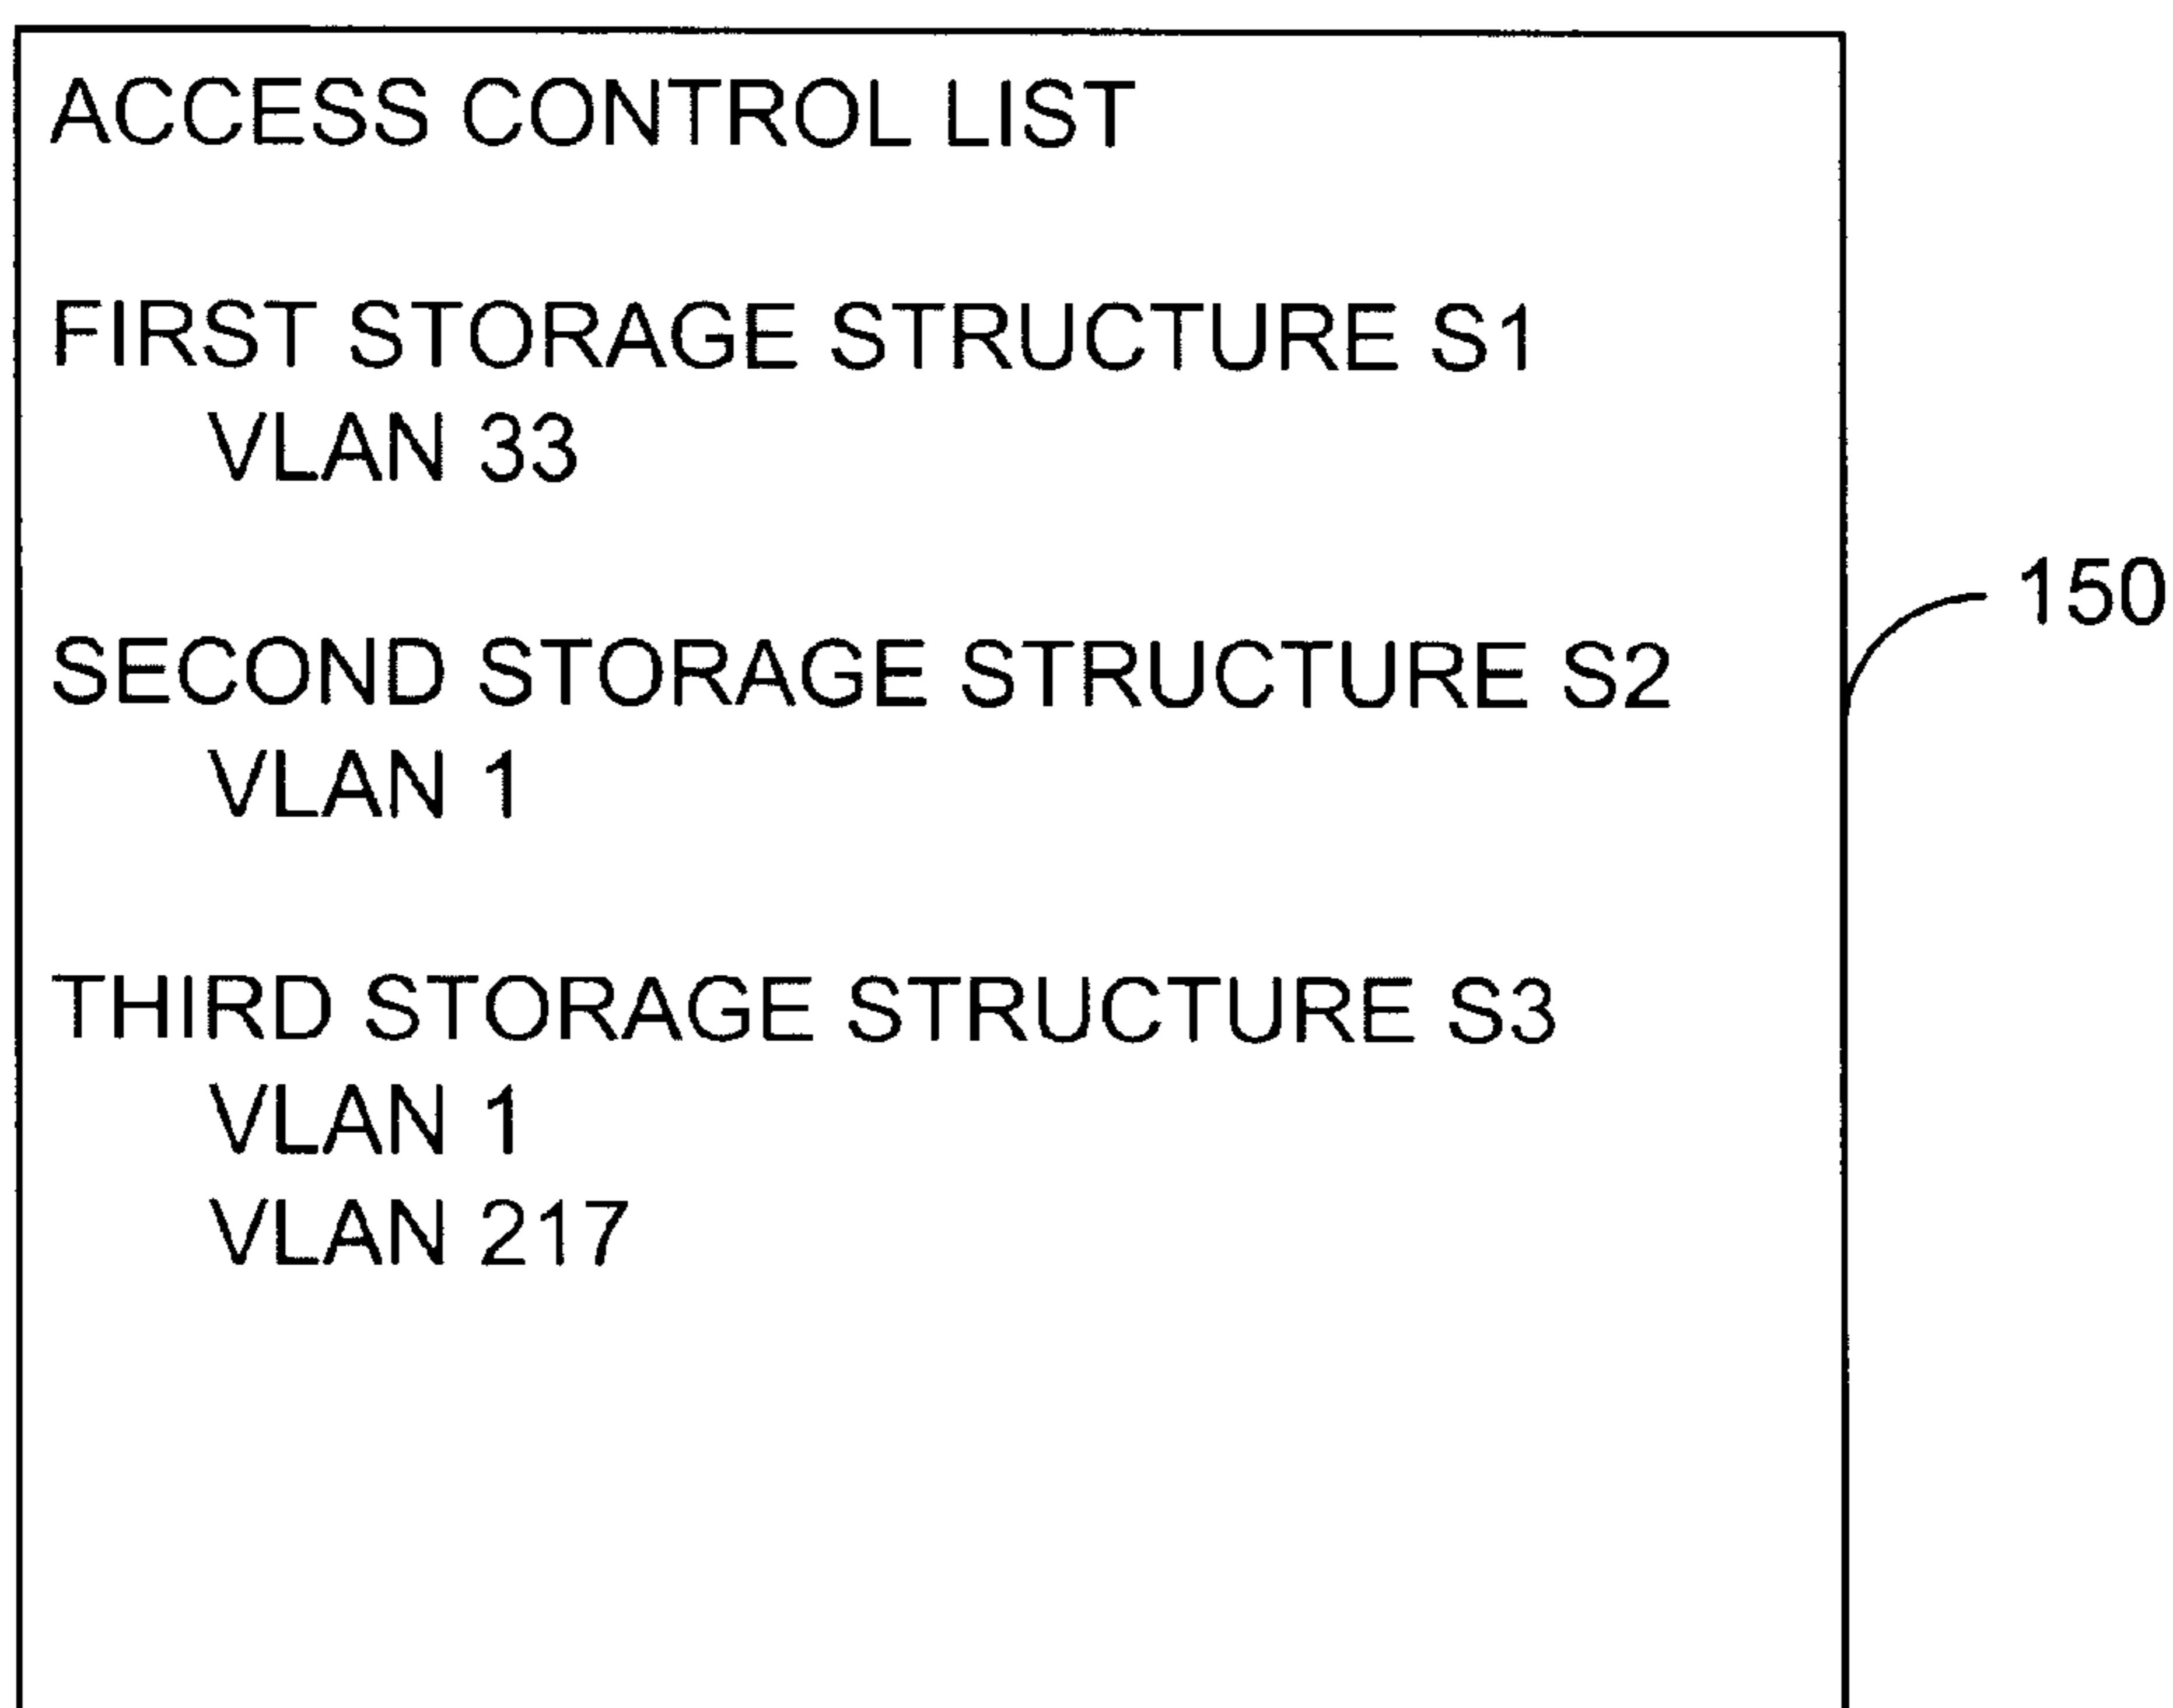 ACCESS CONTROL LIST
FIRST STORAGE STRUCTURE S1
VLAN 33
150
SECOND STORAGE STRUCTURE S2
VLAN 1
THIRD STORAGE STRUCTURE S3
VLAN 1
VLAN 217